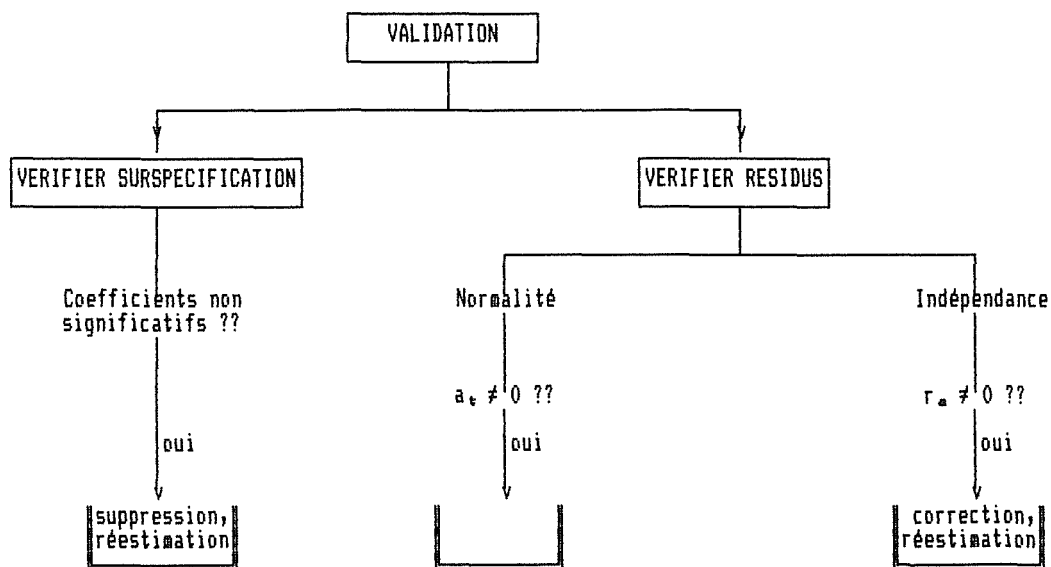 VALIDATION
VERIFIER SURSPECIFICATION
VERIFIER RESIDUS
Coefficients non
significatifs ??
Normalité
Indépendance
aₜ ≠ 0 ??
rₐ ≠ 0 ??
oui
oui
oui
suppression,
réestimation
correction,
réestimation